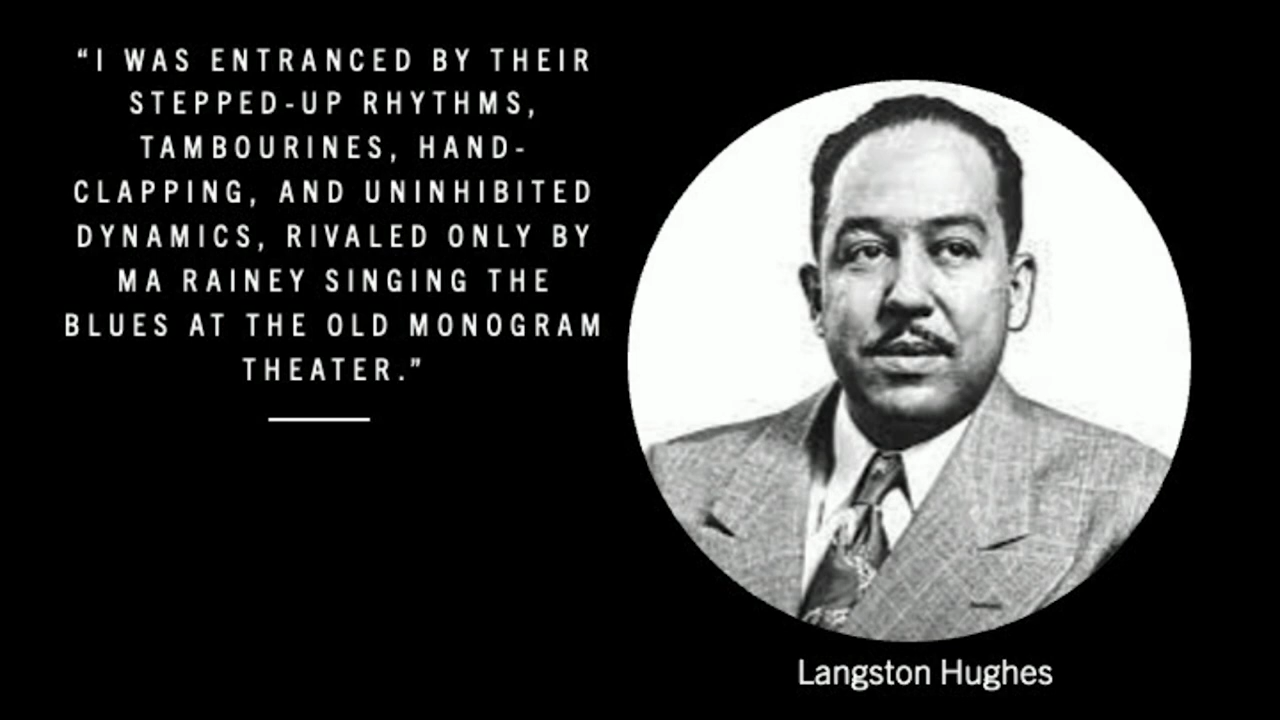 “I WAS ENTRANCED BY THEIR
STEPPED-UP RHYTHMS,
TAMBOURINES, HAND-
CLAPPING, AND UNINHIBITED
DYNAMICS, RIVALED ONLY BY
MA RAINEY SINGING THE
BLUES AT THE OLD MONOGRAM
THEATER.”
Langston Hughes